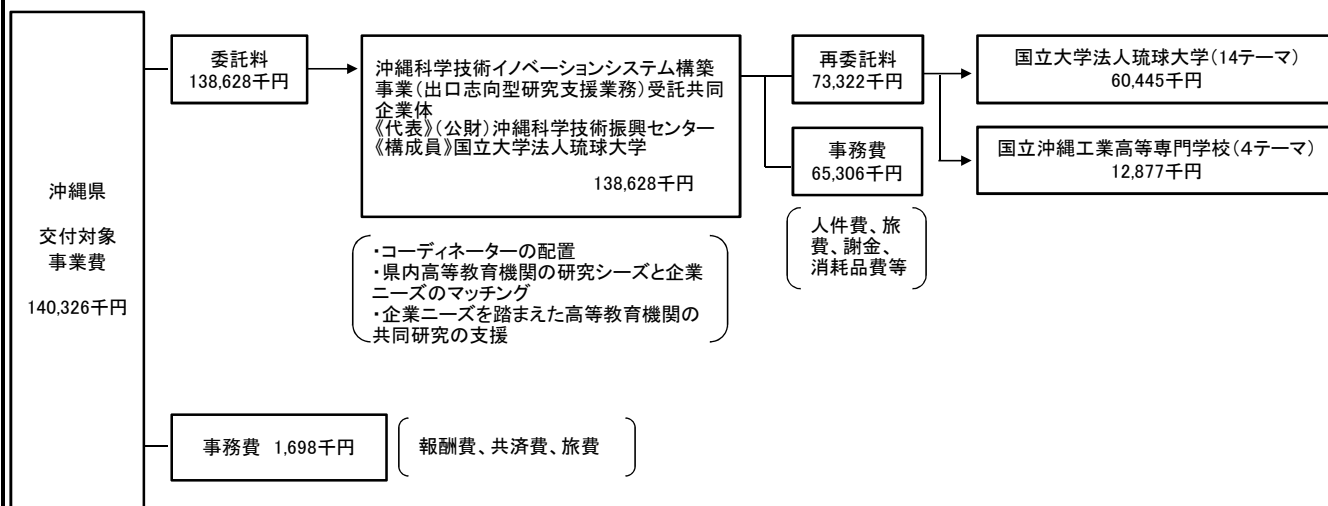 沖縄県
交付対象
事業費
140,326千円
委託料
138,628千円
沖縄科学技術イノベーションシステム構築
事業(出口志向型研究支援業務)受託共同
企業体
《代表》(公財)沖縄科学技術振興センター
《構成員》国立大学法人琉球大学
138,628千円
・コーディネーターの配置
・県内高等教育機関の研究シーズと企業
ニーズのマッチング
・企業ニーズを踏まえた高等教育機関の
共同研究の支援
再委託料
73,322千円
事務費
65,306千円
人件費、旅
費、謝金、
消耗品費等
国立大学法人琉球大学(14テーマ)
60,445千円
国立沖縄工業高等専門学校(4テーマ)
12,877千円
事務費 1,698千円
報酬費、共済費、旅費